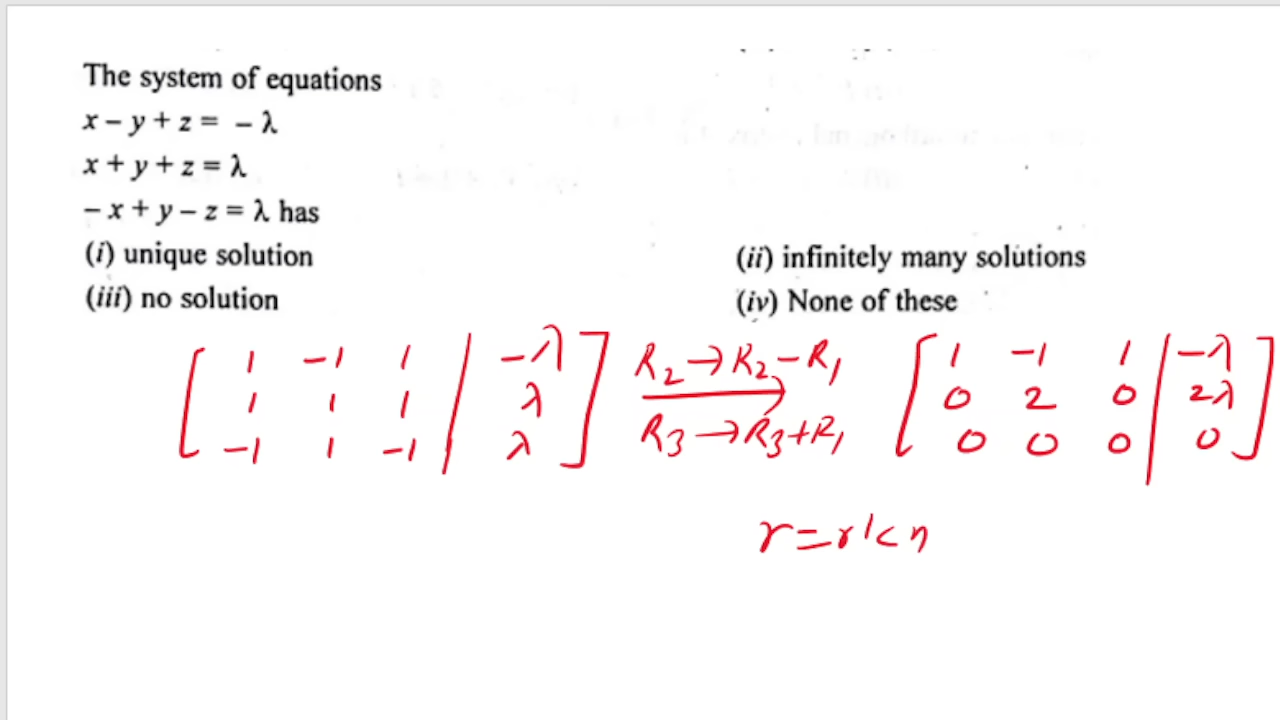 The system of equations
x − y + z = − λ
x + y + z = λ
− x + y − z = λ has
(i) unique solution (ii) infinitely many solutions
(iii) no solution (iv) None of these
1 −1 1 | −λ R₂→R₂−R₁ 1 −1 1 | −λ
1 1 1 | λ 0 2 0 | 2λ
−1 1 −1 | λ R₃→R₃+R₁ 0 0 0 | 0
r=r'<n